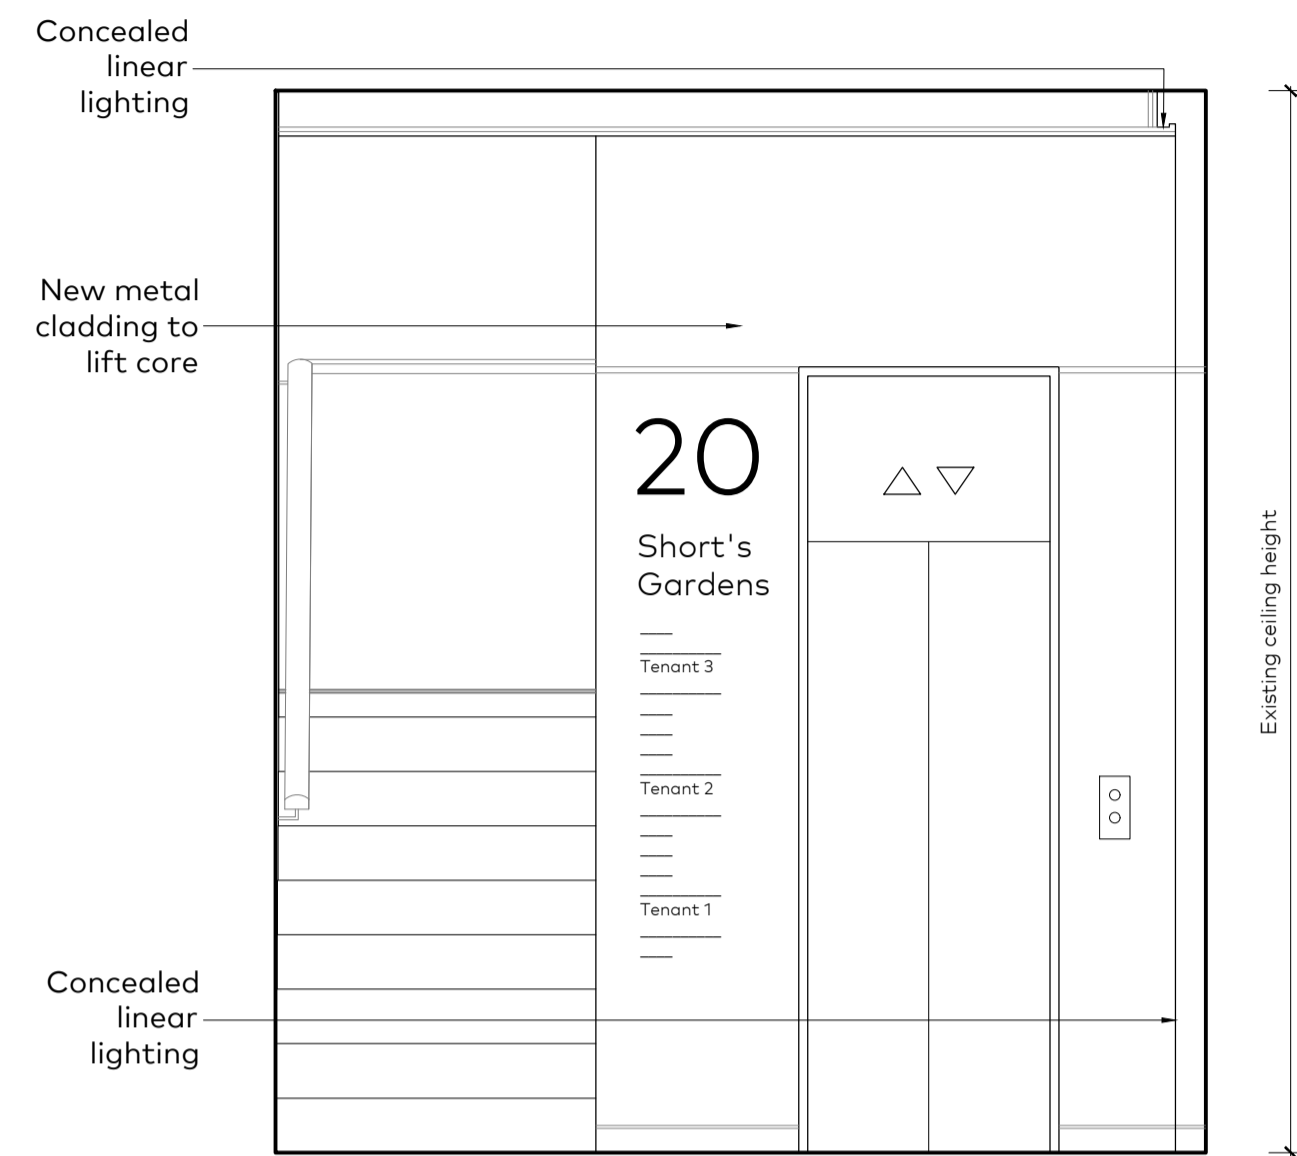 Concealed
linear
lighting
New metal
cladding to
lift core
20
Short's
Gardens
Tenant 3
Tenant 2
Tenant 1
Existing ceiling height
Concealed
linear
lighting